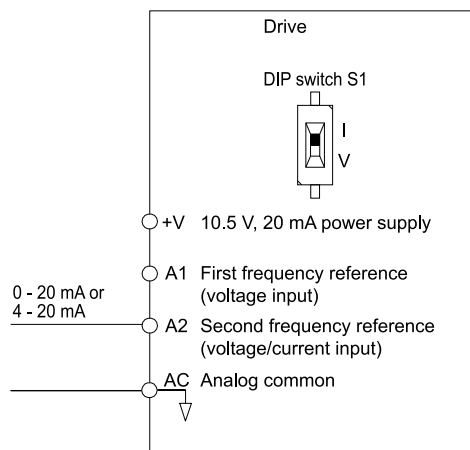 Drive
DIP switch S1
I
V
+V 10.5 V, 20 mA power supply
A1 First frequency reference
(voltage input)
0 - 20 mA or
4 - 20 mA
A2 Second frequency reference
(voltage/current input)
AC Analog common